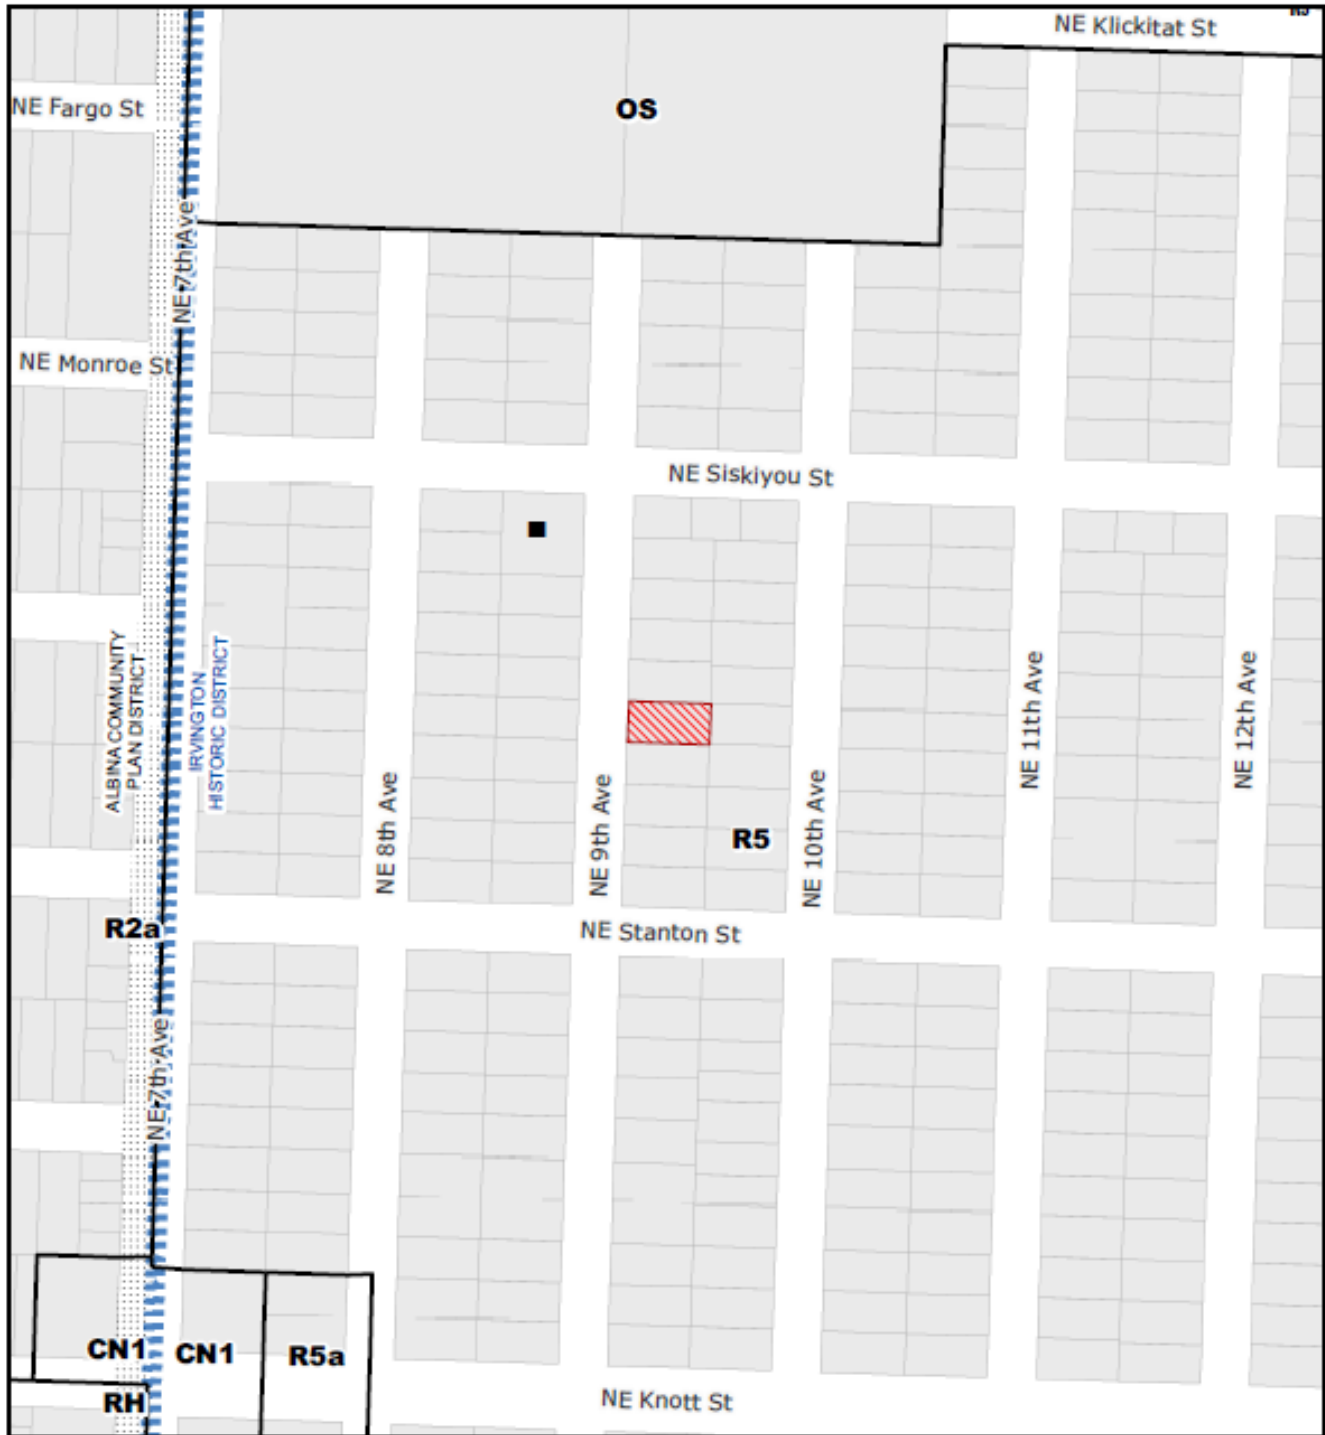 NE Klickitat St
NE Fargo St
OS
NE 7th Ave
NE Monroe St
NE Siskiyou St
ALBINA COMMUNITY
PLAN DISTRICT
IRVINGTON
HISTORIC DISTRICT
NE 8th Ave
NE 9th Ave
NE 10th Ave
NE 11th Ave
NE 12th Ave
R5
R2a
NE Stanton St
NE 7th Ave
CN1
CN1
R5a
RH
NE Knott St